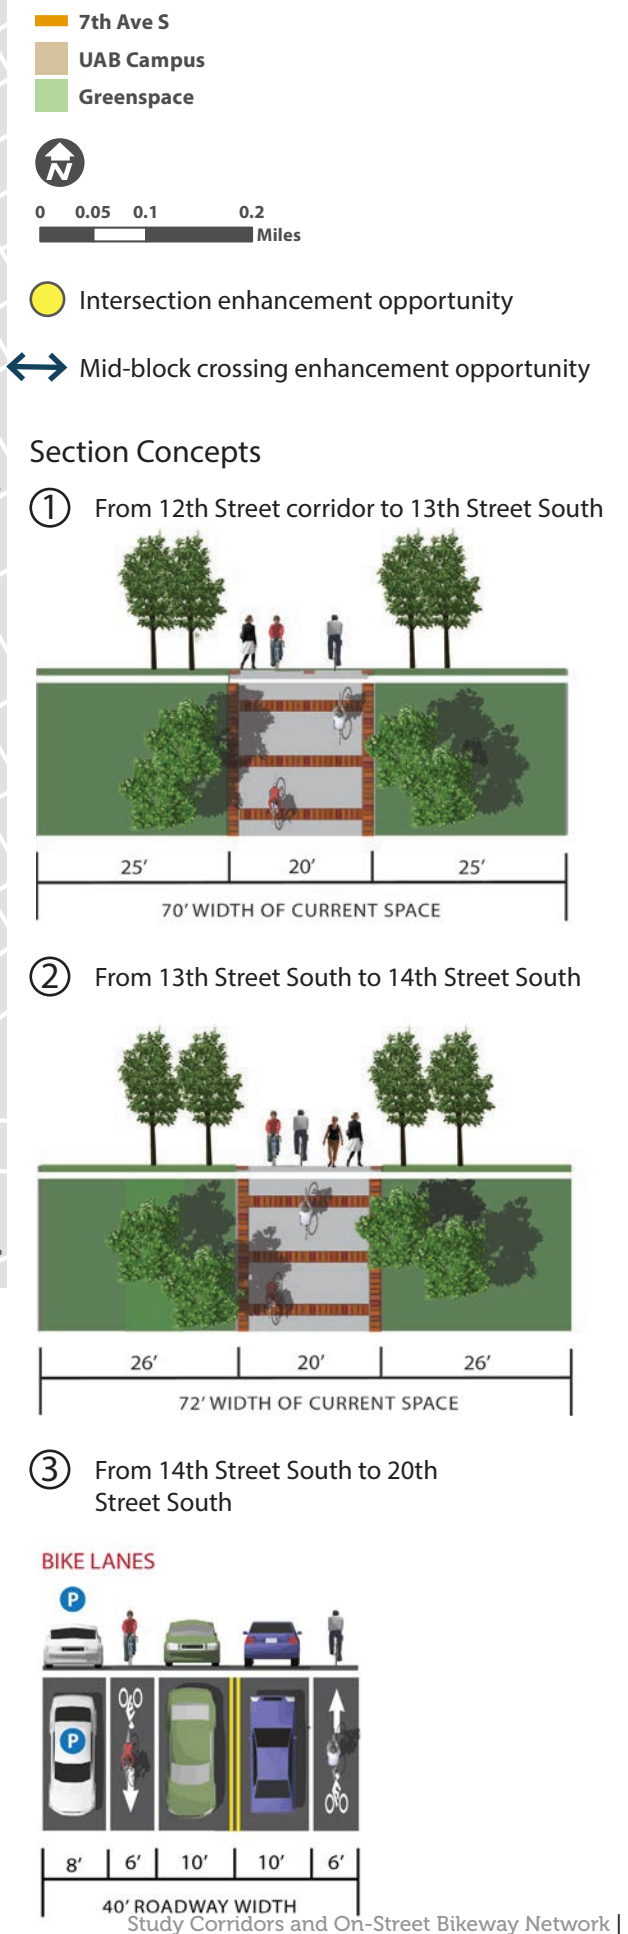 7th Ave S
UAB Campus
Greenspace
N
0 0.05 0.1 0.2
Miles
Intersection enhancement opportunity
Mid-block crossing enhancement opportunity
Section Concepts
1 From 12th Street corridor to 13th Street South
25' 20' 25'
70' WIDTH OF CURRENT SPACE
2 From 13th Street South to 14th Street South
26' 20' 26'
72' WIDTH OF CURRENT SPACE
3 From 14th Street South to 20th
Street South
BIKE LANES
P
P
8' 6' 10' 10' 6'
40' ROADWAY WIDTH
Study Corridors and On-Street Bikeway Network |